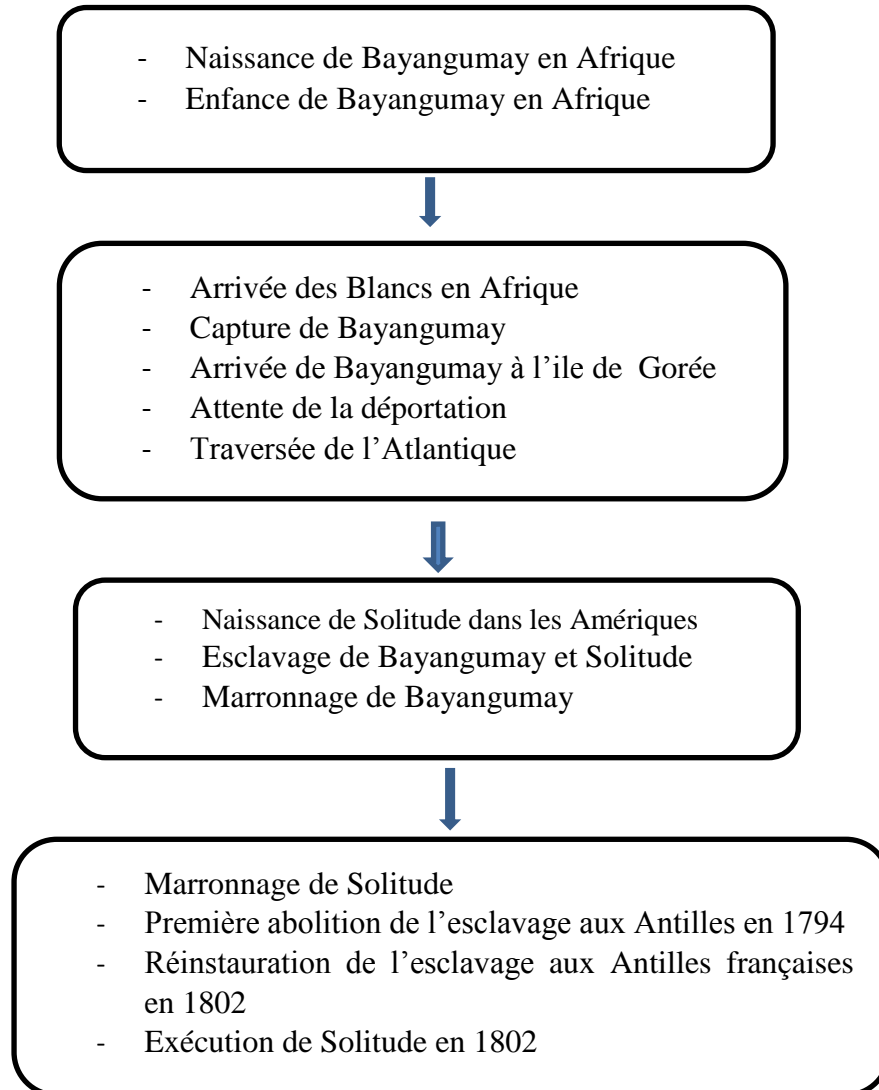 - Naissance de Bayangumay en Afrique
- Enfance de Bayangumay en Afrique
- Arrivée des Blancs en Afrique
- Capture de Bayangumay
- Arrivée de Bayangumay à l’ile de Gorée
- Attente de la déportation
- Traversée de l’Atlantique
- Naissance de Solitude dans les Amériques
- Esclavage de Bayangumay et Solitude
- Marronnage de Bayangumay
- Marronnage de Solitude
- Première abolition de l’esclavage aux Antilles en 1794
- Réinstauration de l’esclavage aux Antilles françaises
en 1802
- Exécution de Solitude en 1802